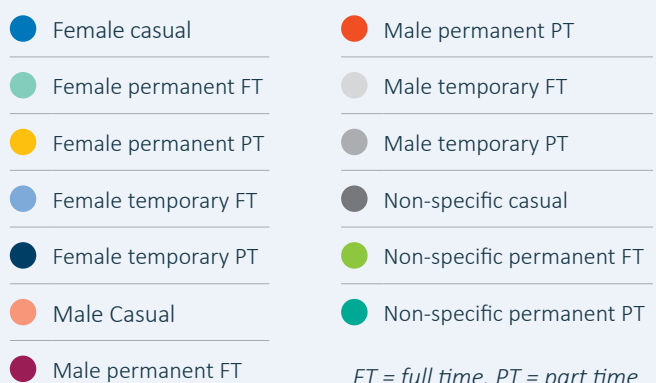 Female casual
Female permanent FT
Female permanent PT
Female temporary FT
Female temporary PT
Male Casual
Male permanent FT
Male permanent PT
Male temporary FT
Male temporary PT
Non-specific casual
Non-specific permanent FT
Non-specific permanent PT
FT = full time, PT = part time